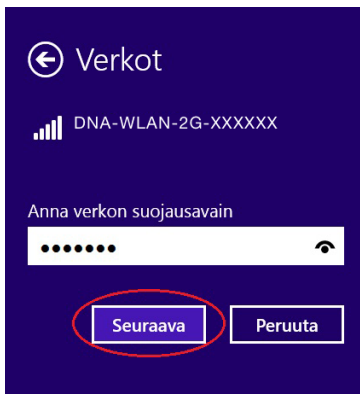 Verkot
DNA-WLAN-2G-XXXXXX
Anna verkon suojausavain
•••••••
Seuraava
Peruuta